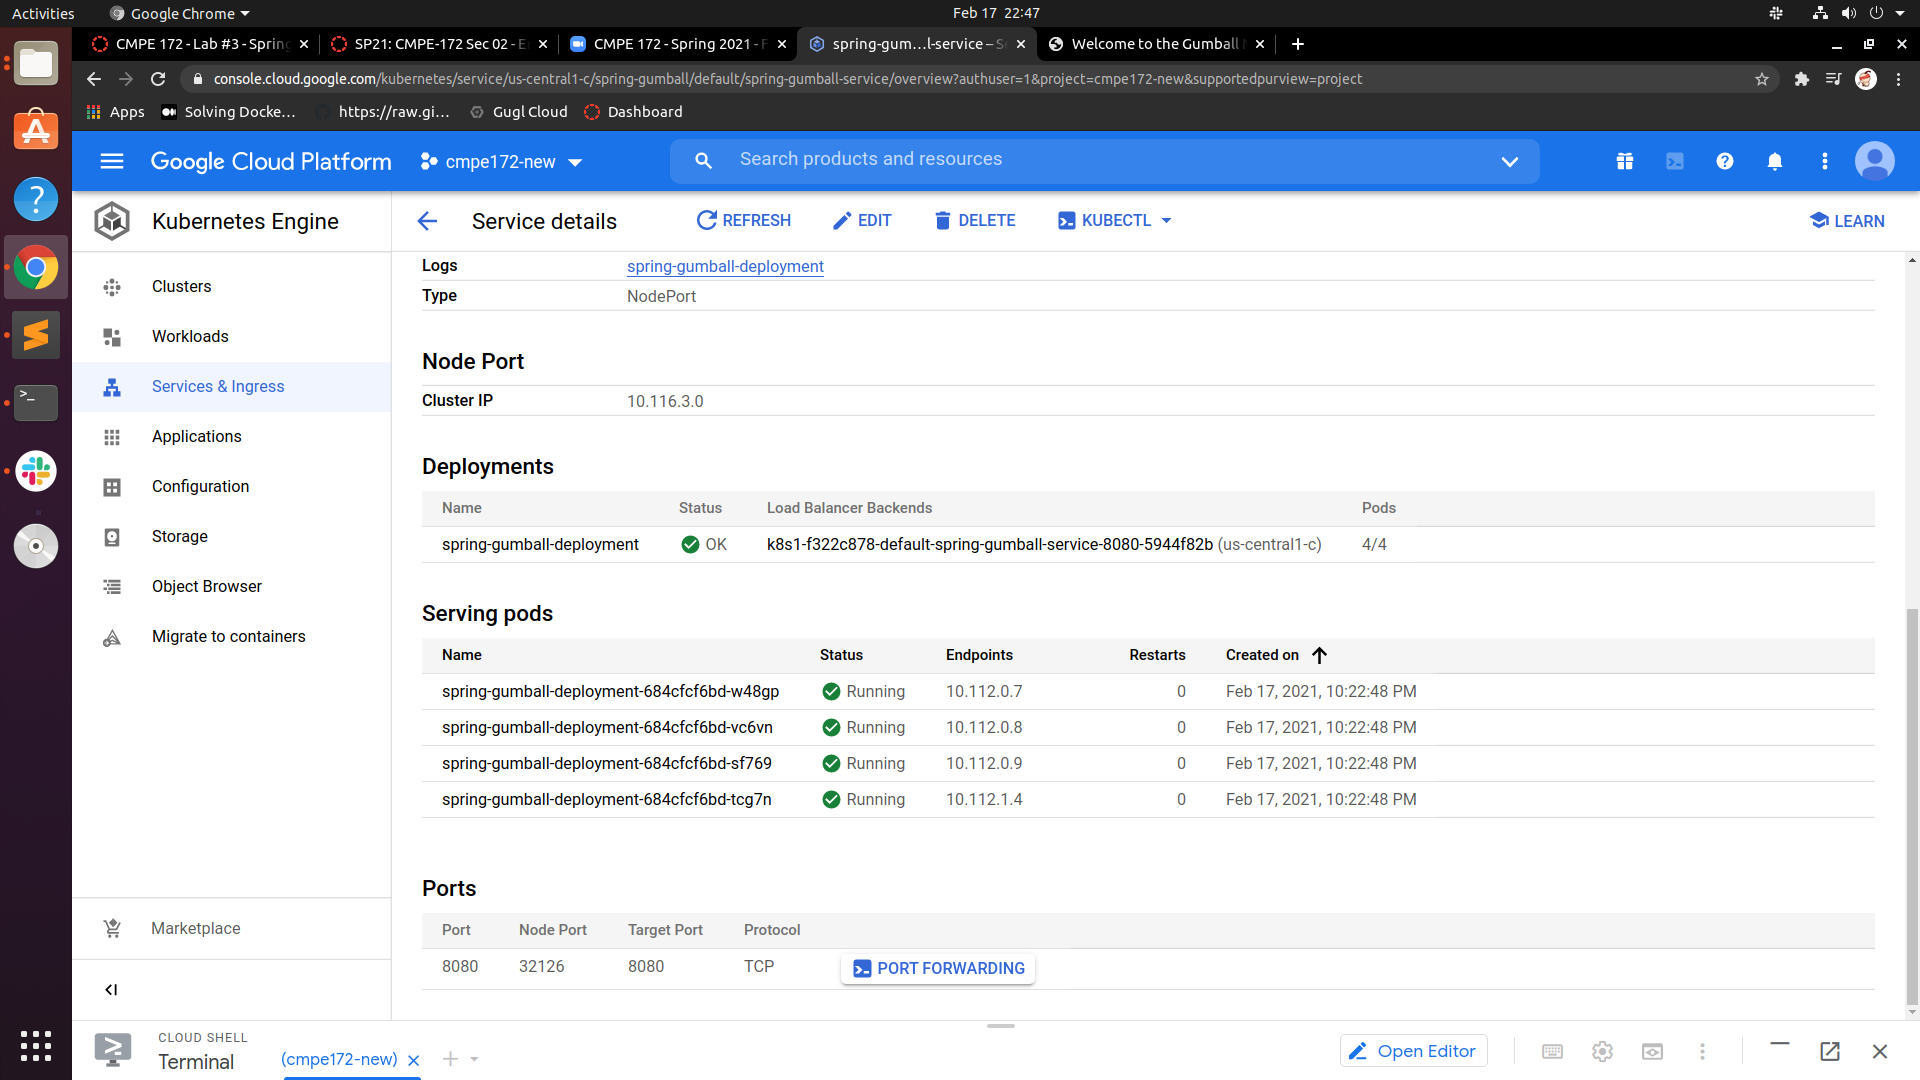 Activities
Google Chrome
Feb 17 22:47
CMPE 172 - Lab #3 - Spring
SP21: CMPE-172 Sec 02 - E
CMPE 172 - Spring 2021 - F
spring-gum...l-service – S
Welcome to the Gumball
console.cloud.google.com/kubernetes/service/us-central1-c/spring-gumball/default/spring-gumball-service/overview?authuser=1&project=cmpe172-new&supportedpurview=project
Apps
Solving Docke...
https://raw.gi...
Gugl Cloud
Dashboard
Google Cloud Platform
cmpe172-new
Search products and resources
Kubernetes Engine
Service details
REFRESH
EDIT
DELETE
KUBECTL
LEARN
Clusters
Workloads
Services & Ingress
Applications
Configuration
Storage
Object Browser
Migrate to containers
Marketplace
Logs spring-gumball-deployment
Type NodePort
Node Port
Cluster IP 10.116.3.0
Deployments
Name Status Load Balancer Backends Pods
spring-gumball-deployment OK k8s1-f322c878-default-spring-gumball-service-8080-5944f82b (us-central1-c) 4/4
Serving pods
Name Status Endpoints Restarts Created on
spring-gumball-deployment-684cfcf6bd-w48gp Running 10.112.0.7 0 Feb 17, 2021, 10:22:48 PM
spring-gumball-deployment-684cfcf6bd-vc6vn Running 10.112.0.8 0 Feb 17, 2021, 10:22:48 PM
spring-gumball-deployment-684cfcf6bd-sf769 Running 10.112.0.9 0 Feb 17, 2021, 10:22:48 PM
spring-gumball-deployment-684cfcf6bd-tcg7n Running 10.112.1.4 0 Feb 17, 2021, 10:22:48 PM
Ports
Port Node Port Target Port Protocol
8080 32126 8080 TCP PORT FORWARDING
CLOUD SHELL
Terminal
(cmpe172-new)
Open Editor